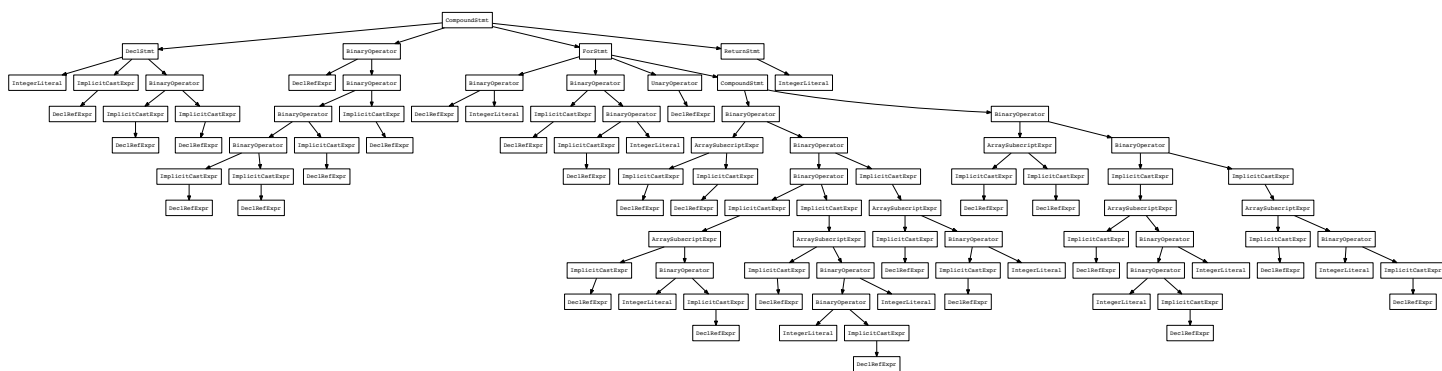 CompoundStmt
DeclStmt BinaryOperator ForStmt ReturnStmt
IntegerLiteral ImplicitCastExpr BinaryOperator DeclRefExpr BinaryOperator BinaryOperator BinaryOperator UnaryOperator CompoundStmt IntegerLiteral
DeclRefExpr ImplicitCastExpr ImplicitCastExpr BinaryOperator ImplicitCastExpr DeclRefExpr IntegerLiteral ImplicitCastExpr BinaryOperator DeclRefExpr BinaryOperator BinaryOperator
DeclRefExpr DeclRefExpr BinaryOperator ImplicitCastExpr DeclRefExpr DeclRefExpr ImplicitCastExpr IntegerLiteral ArraySubscriptExpr BinaryOperator ArraySubscriptExpr BinaryOperator
ImplicitCastExpr ImplicitCastExpr DeclRefExpr DeclRefExpr ImplicitCastExpr ImplicitCastExpr BinaryOperator ImplicitCastExpr ImplicitCastExpr ImplicitCastExpr ImplicitCastExpr ImplicitCastExpr
DeclRefExpr DeclRefExpr DeclRefExpr DeclRefExpr ImplicitCastExpr ImplicitCastExpr ArraySubscriptExpr DeclRefExpr DeclRefExpr ArraySubscriptExpr ArraySubscriptExpr
ArraySubscriptExpr ArraySubscriptExpr ImplicitCastExpr BinaryOperator ImplicitCastExpr BinaryOperator ImplicitCastExpr BinaryOperator
ImplicitCastExpr BinaryOperator ImplicitCastExpr BinaryOperator DeclRefExpr ImplicitCastExpr IntegerLiteral DeclRefExpr BinaryOperator IntegerLiteral DeclRefExpr IntegerLiteral ImplicitCastExpr
DeclRefExpr IntegerLiteral ImplicitCastExpr DeclRefExpr BinaryOperator IntegerLiteral DeclRefExpr IntegerLiteral ImplicitCastExpr DeclRefExpr
DeclRefExpr IntegerLiteral ImplicitCastExpr DeclRefExpr
DeclRefExpr